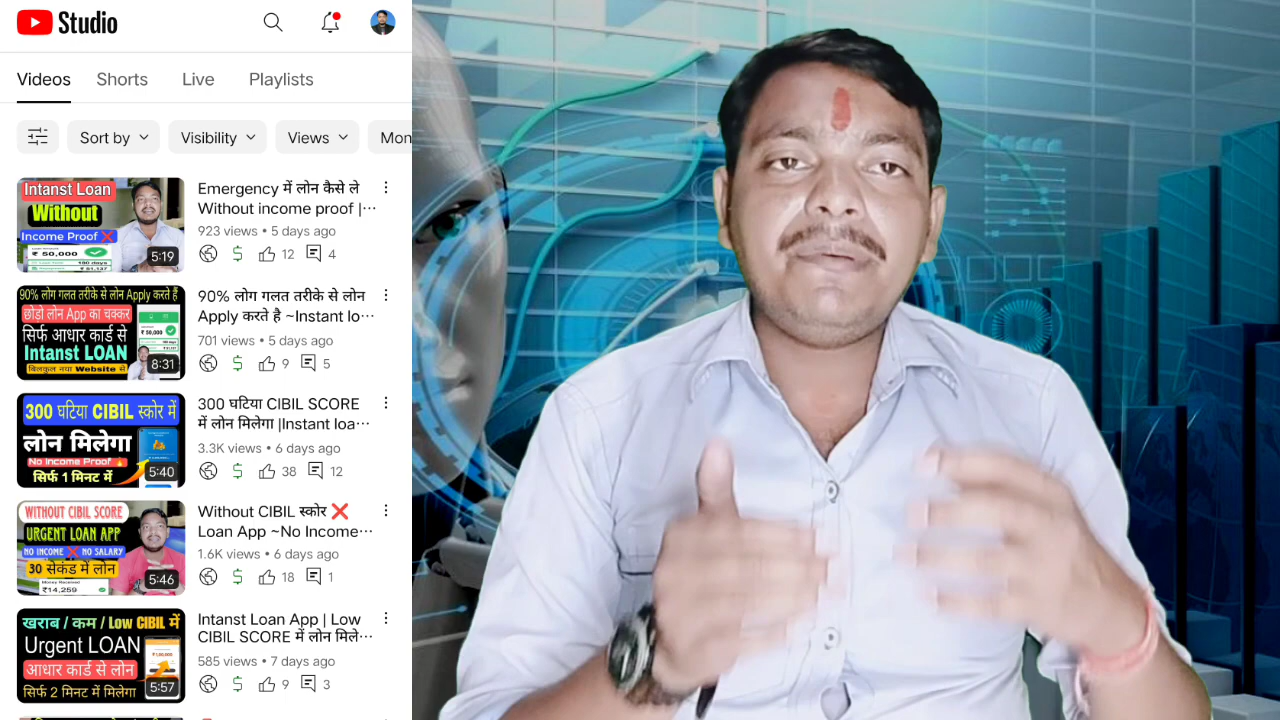 Studio
Videos Shorts Live Playlists
Sort by Visibility Views Mon
Intanst Loan
Without
Income Proof ❌
₹ 50,000
180 days
5:19
Emergency में लोन कैसे ले
Without income proof |…
923 views • 5 days ago
12 4
90% लोग गलत तरीके से लोन Apply करते हैं
छोड़ो लोन App का चक्कर
सिर्फ आधार कार्ड से
Intanst LOAN
बिलकुल नया Website से
₹ 50,000
8:31
90% लोग गलत तरीके से लोन
Apply करते है ~Instant lo…
701 views • 5 days ago
9 5
300 घटिया CIBIL स्कोर में
लोन मिलेगा
No Income Proof
सिर्फ 1 मिनट में
5:40
300 घटिया CIBIL SCORE
में लोन मिलेगा |Instant loa…
3.3K views • 6 days ago
38 12
WITHOUT CIBIL SCORE
URGENT LOAN APP
NO INCOME ❌ NO SALARY
30 सेकंड में लोन
Money Received
₹14,259
5:46
Without CIBIL स्कोर ❌
Loan App ~No Income…
1.6K views • 6 days ago
18 1
खराब / कम / Low CIBIL में
Urgent LOAN
आधार कार्ड से लोन
सिर्फ 2 मिनट में मिलेगा
5:57
Intanst Loan App | Low
CIBIL SCORE में लोन मिले…
585 views • 7 days ago
9 3